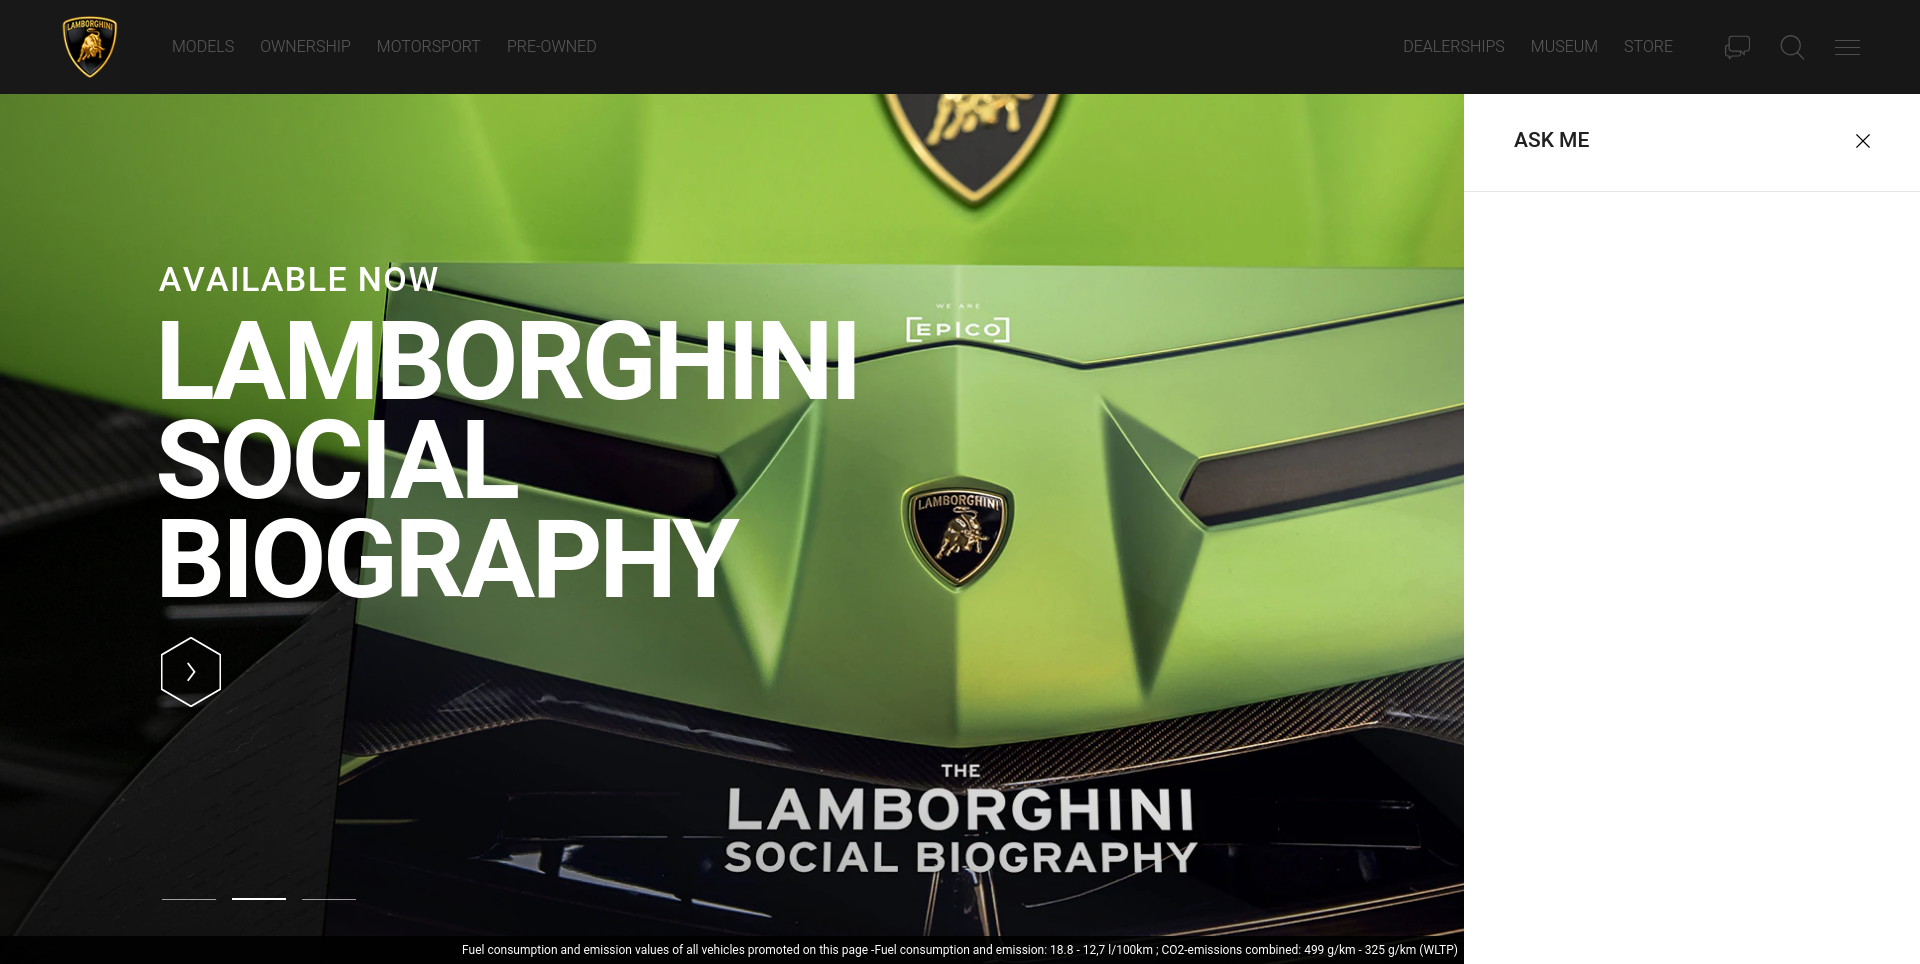 LAMBORGHINI
MODELS
OWNERSHIP
MOTORSPORT
PRE-OWNED
DEALERSHIPS
MUSEUM
STORE
ASK ME
AVAILABLE NOW
LAMBORGHINI
SOCIAL
BIOGRAPHY
WE ARE
[EPICO]
LAMBORGHINI
THE
LAMBORGHINI
SOCIAL BIOGRAPHY
Fuel consumption and emission values of all vehicles promoted on this page -Fuel consumption and emission: 18.8 - 12,7 l/100km ; CO2-emissions combined: 499 g/km - 325 g/km (WLTP)